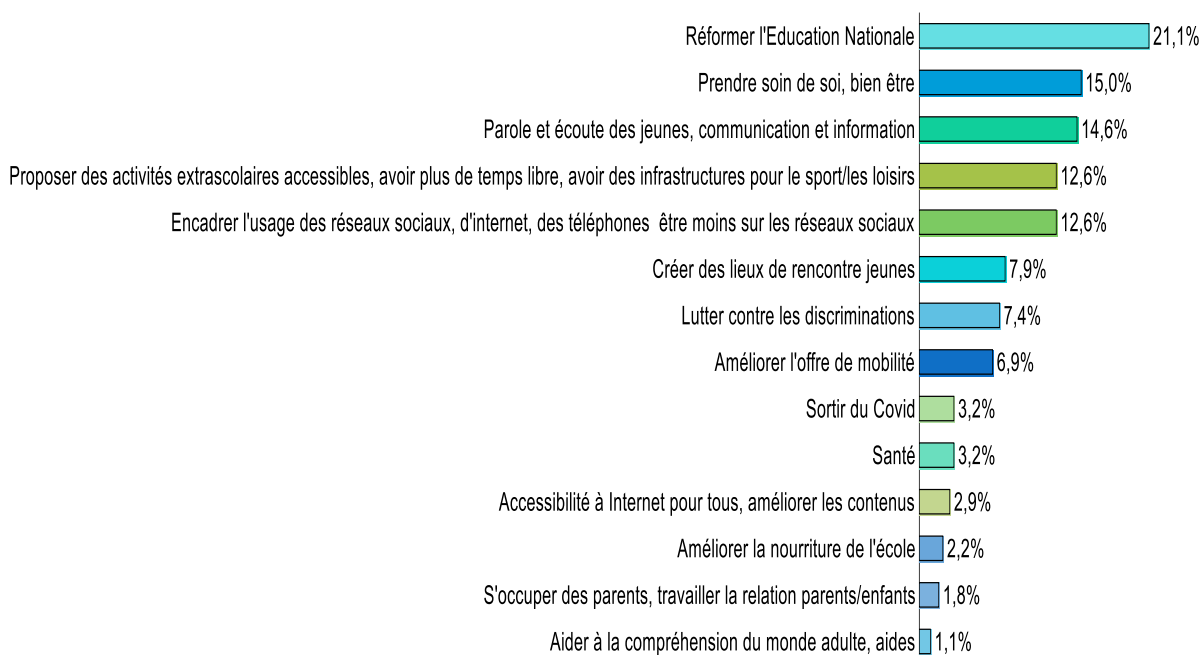 Réformer l'Education Nationale 21,1%
Prendre soin de soi, bien être 15,0%
Parole et écoute des jeunes, communication et information 14,6%
Proposer des activités extrascolaires accessibles, avoir plus de temps libre, avoir des infrastructures pour le sport/les loisirs 12,6%
Encadrer l'usage des réseaux sociaux, d'internet, des téléphones  être moins sur les réseaux sociaux 12,6%
Créer des lieux de rencontre jeunes 7,9%
Lutter contre les discriminations 7,4%
Améliorer l'offre de mobilité 6,9%
Sortir du Covid 3,2%
Santé 3,2%
Accessibilité à Internet pour tous, améliorer les contenus 2,9%
Améliorer la nourriture de l'école 2,2%
S'occuper des parents, travailler la relation parents/enfants 1,8%
Aider à la compréhension du monde adulte, aides 1,1%